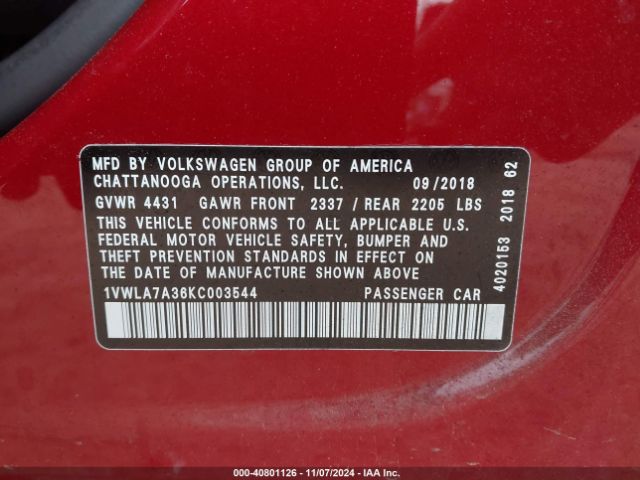 MFD BY VOLKSWAGEN GROUP OF AMERICA
CHATTANOOGA OPERATIONS, LLC. 09/2018
GVWR 4431 GAWR FRONT 2337 / REAR 2205 LBS
THIS VEHICLE CONFORMS TO ALL APPLICABLE U.S.
FEDERAL MOTOR VEHICLE SAFETY, BUMPER AND
THEFT PREVENTION STANDARDS IN EFFECT ON
THE DATE OF MANUFACTURE SHOWN ABOVE
1VWLA7A36KC003544 PASSENGER CAR
4020153 2018 62
000-40801126 - 11/07/2024 - IAA Inc.